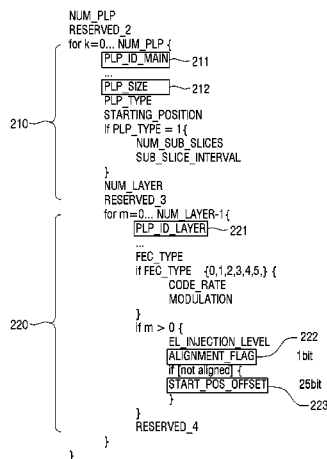 NUM_PLP
RESERVED_2
for k=0... NUM_PLP {
PLP_ID_MAIN 211
...
PLP_SIZE 212
PLP_TYPE
STARTING_POSITION
if PLP_TYPE = 1{
NUM_SUB_SLICES
SUB_SLICE_INTERVAL
}
210
NUM_LAYER
RESERVED_3
for m=0... NUM_LAYER-1{
PLP_ID_LAYER 221
...
FEC_TYPE
if FEC_TYPE {0,1,2,3,4,5,} {
CODE_RATE
MODULATION
}
220
if m > 0 {
EL_INJECTION_LEVEL
222
ALIGNMENT_FLAG 1bit
if [not aligned] {
START_POS_OFFSET 25bit
223
}
}
RESERVED_4
}
}